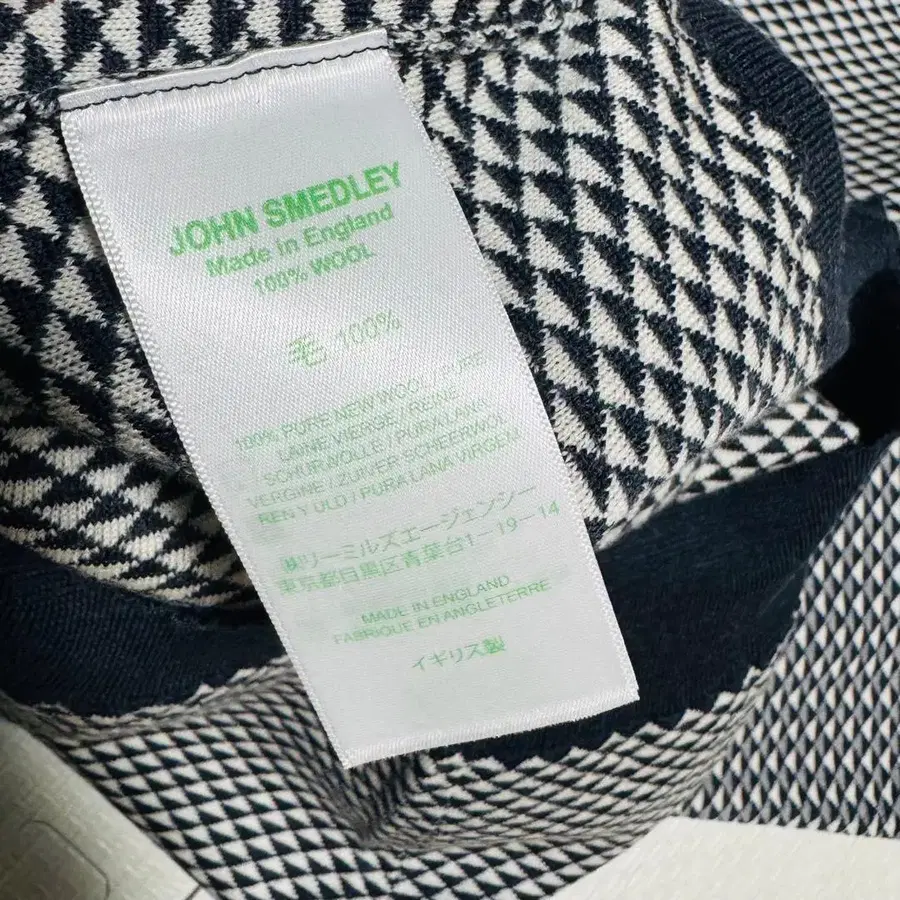 JOHN SMEDLEY
Made in England
100% WOOL
毛 100%
100% PURE NEW WOOL, PURE
LAINE VIERGE / REINE
SCHURWOLLE / PURA LANA
VERGINE / ZUIVER SCHEERWOL
REN Y ULD / PURA LANA VIRGEN
㈱リーミルズエージェンシー
東京都目黒区青葉台1-19-14
MADE IN ENGLAND
FABRIQUE EN ANGLETERRE
イギリス製